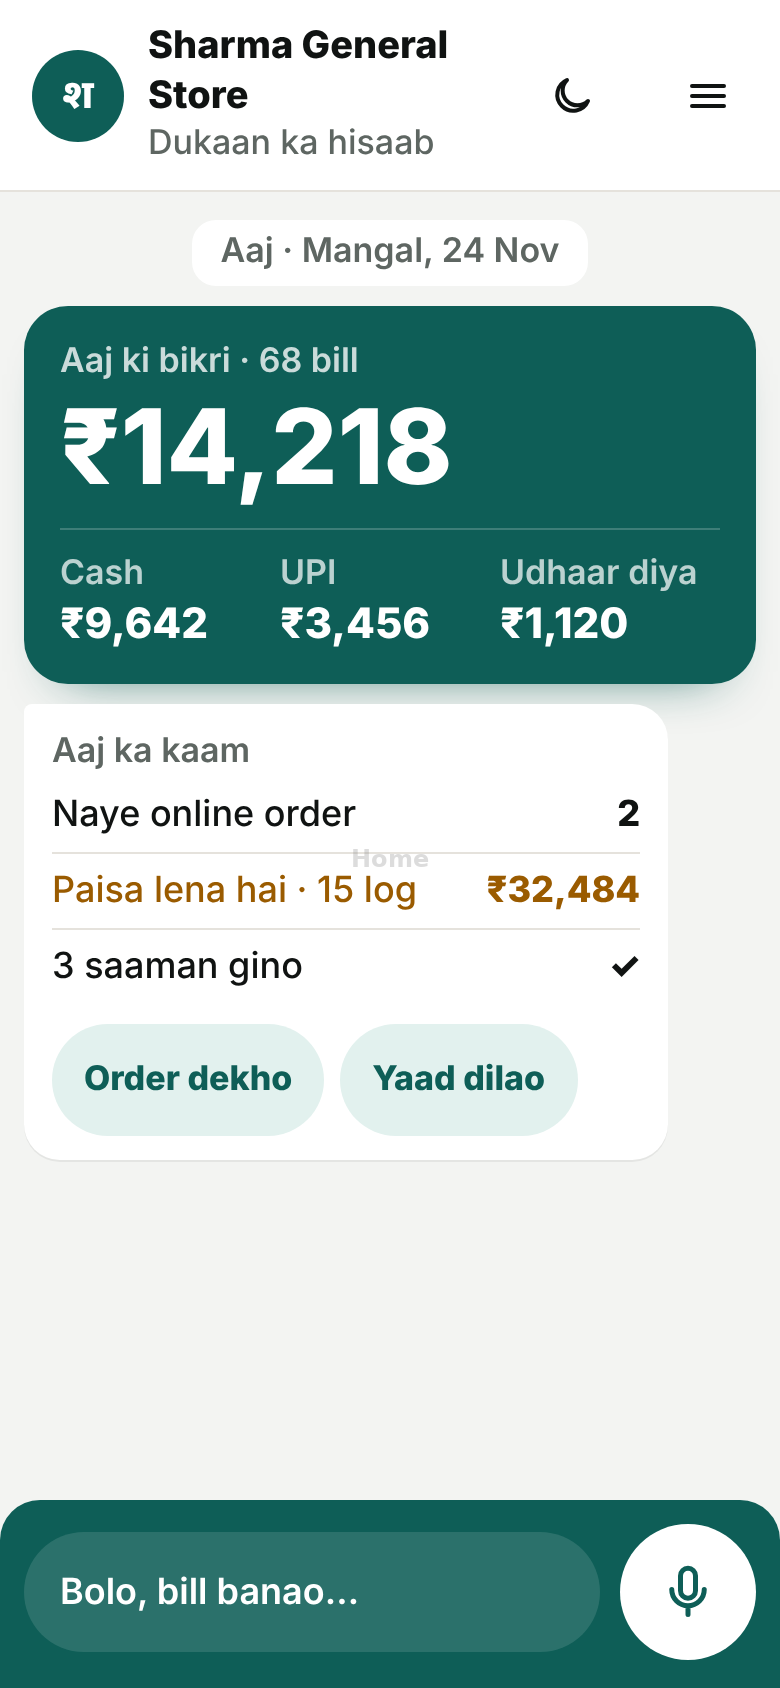 श
Sharma General
Store
Dukaan ka hisaab
Aaj · Mangal, 24 Nov
Aaj ki bikri · 68 bill
₹14,218
Cash UPI Udhaar diya
₹9,642 ₹3,456 ₹1,120
Aaj ka kaam
Naye online order 2
Home
Paisa lena hai · 15 log ₹32,484
3 saaman gino ✓
Order dekho Yaad dilao
Bolo, bill banao...